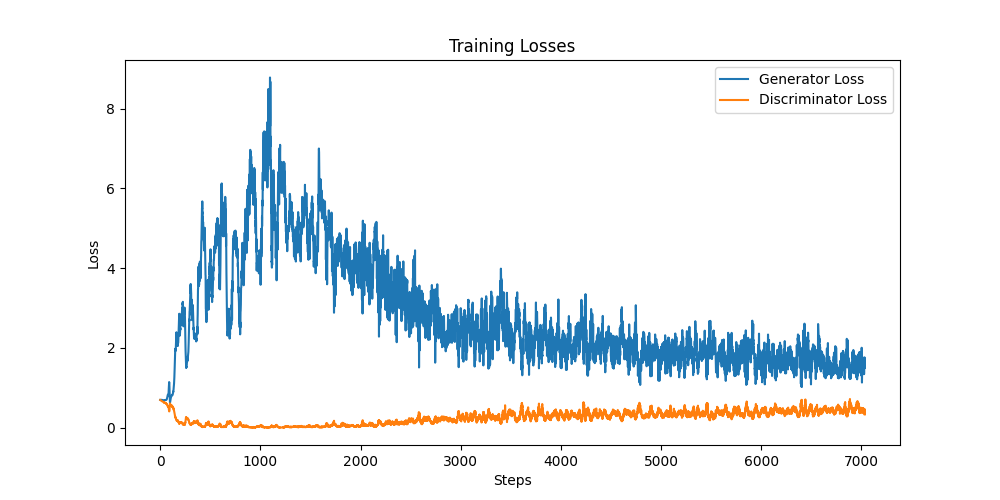 Training Losses
Generator Loss
Discriminator Loss
Loss
8
6
4
2
0
0 1000 2000 3000 4000 5000 6000 7000
Steps